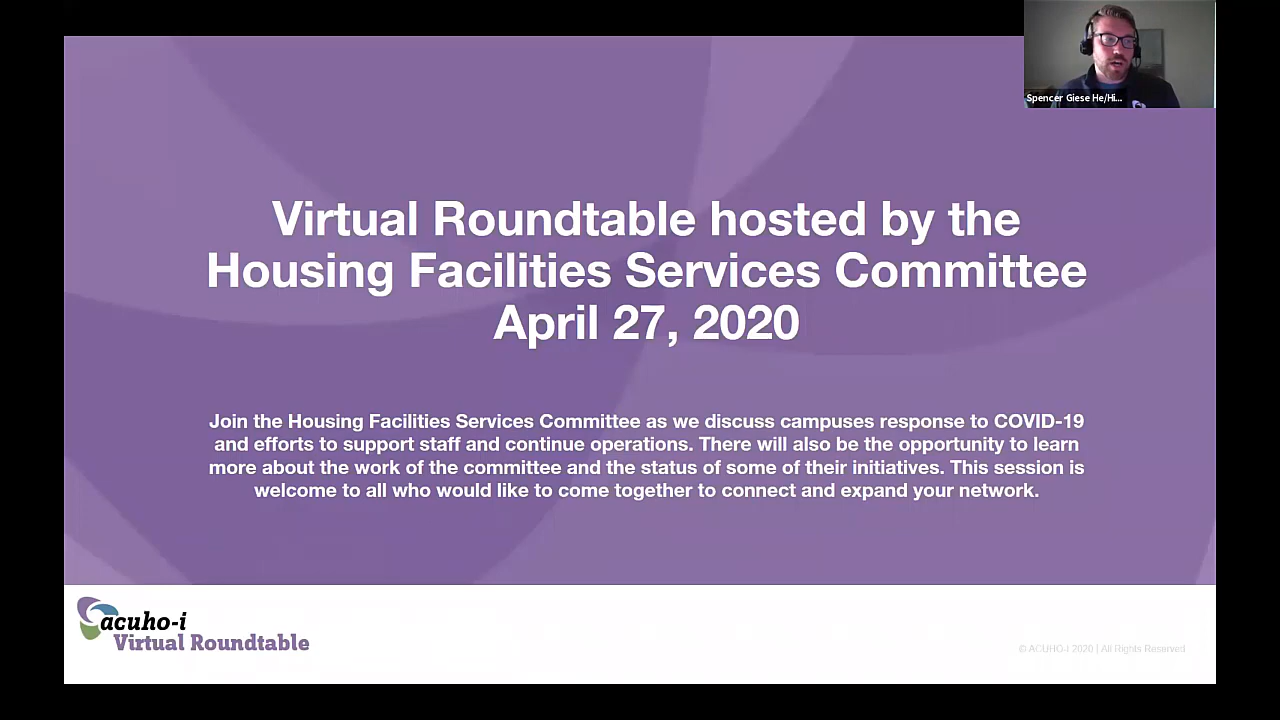 Spencer Giese He/Hi...
Virtual Roundtable hosted by the
Housing Facilities Services Committee
April 27, 2020
Join the Housing Facilities Services Committee as we discuss campuses response to COVID-19
and efforts to support staff and continue operations. There will also be the opportunity to learn
more about the work of the committee and the status of some of their initiatives. This session is
welcome to all who would like to come together to connect and expand your network.
acuho-i
Virtual Roundtable
© ACUHO-I 2020 | All Rights Reserved